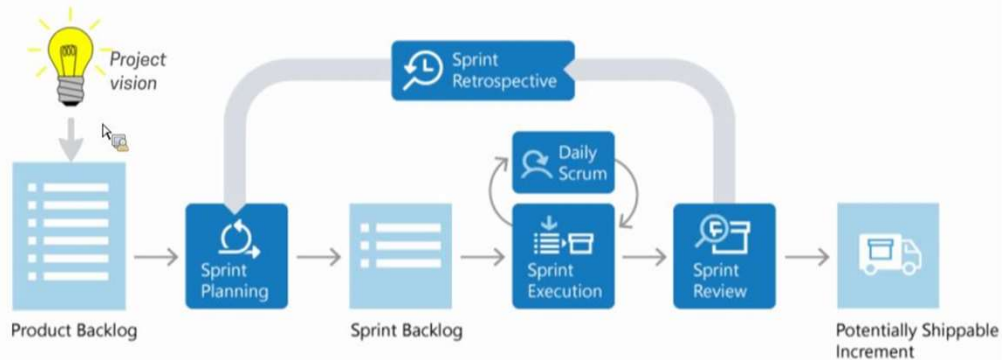 Project
vision
Sprint
Retrospective
Daily
Scrum
Sprint
Planning
Sprint
Execution
Sprint
Review
Product Backlog
Sprint Backlog
Potentially Shippable
Increment